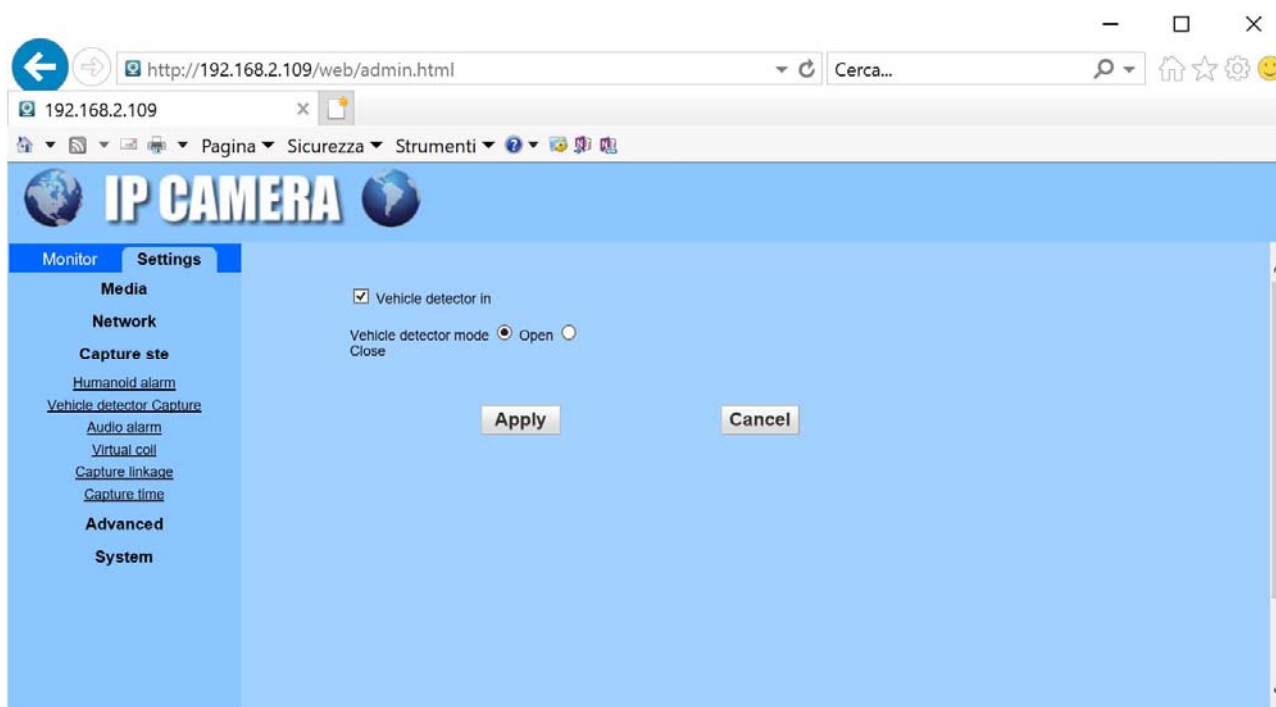 http://192.168.2.109/web/admin.html
Cerca...
192.168.2.109
Pagina Sicurezza Strumenti
IP CAMERA
Monitor Settings
Media
Network
Capture ste
Humanoid alarm
Vehicle detector Capture
Audio alarm
Virtual coil
Capture linkage
Capture time
Advanced
System
Vehicle detector in
Vehicle detector mode Open
Close
Apply Cancel